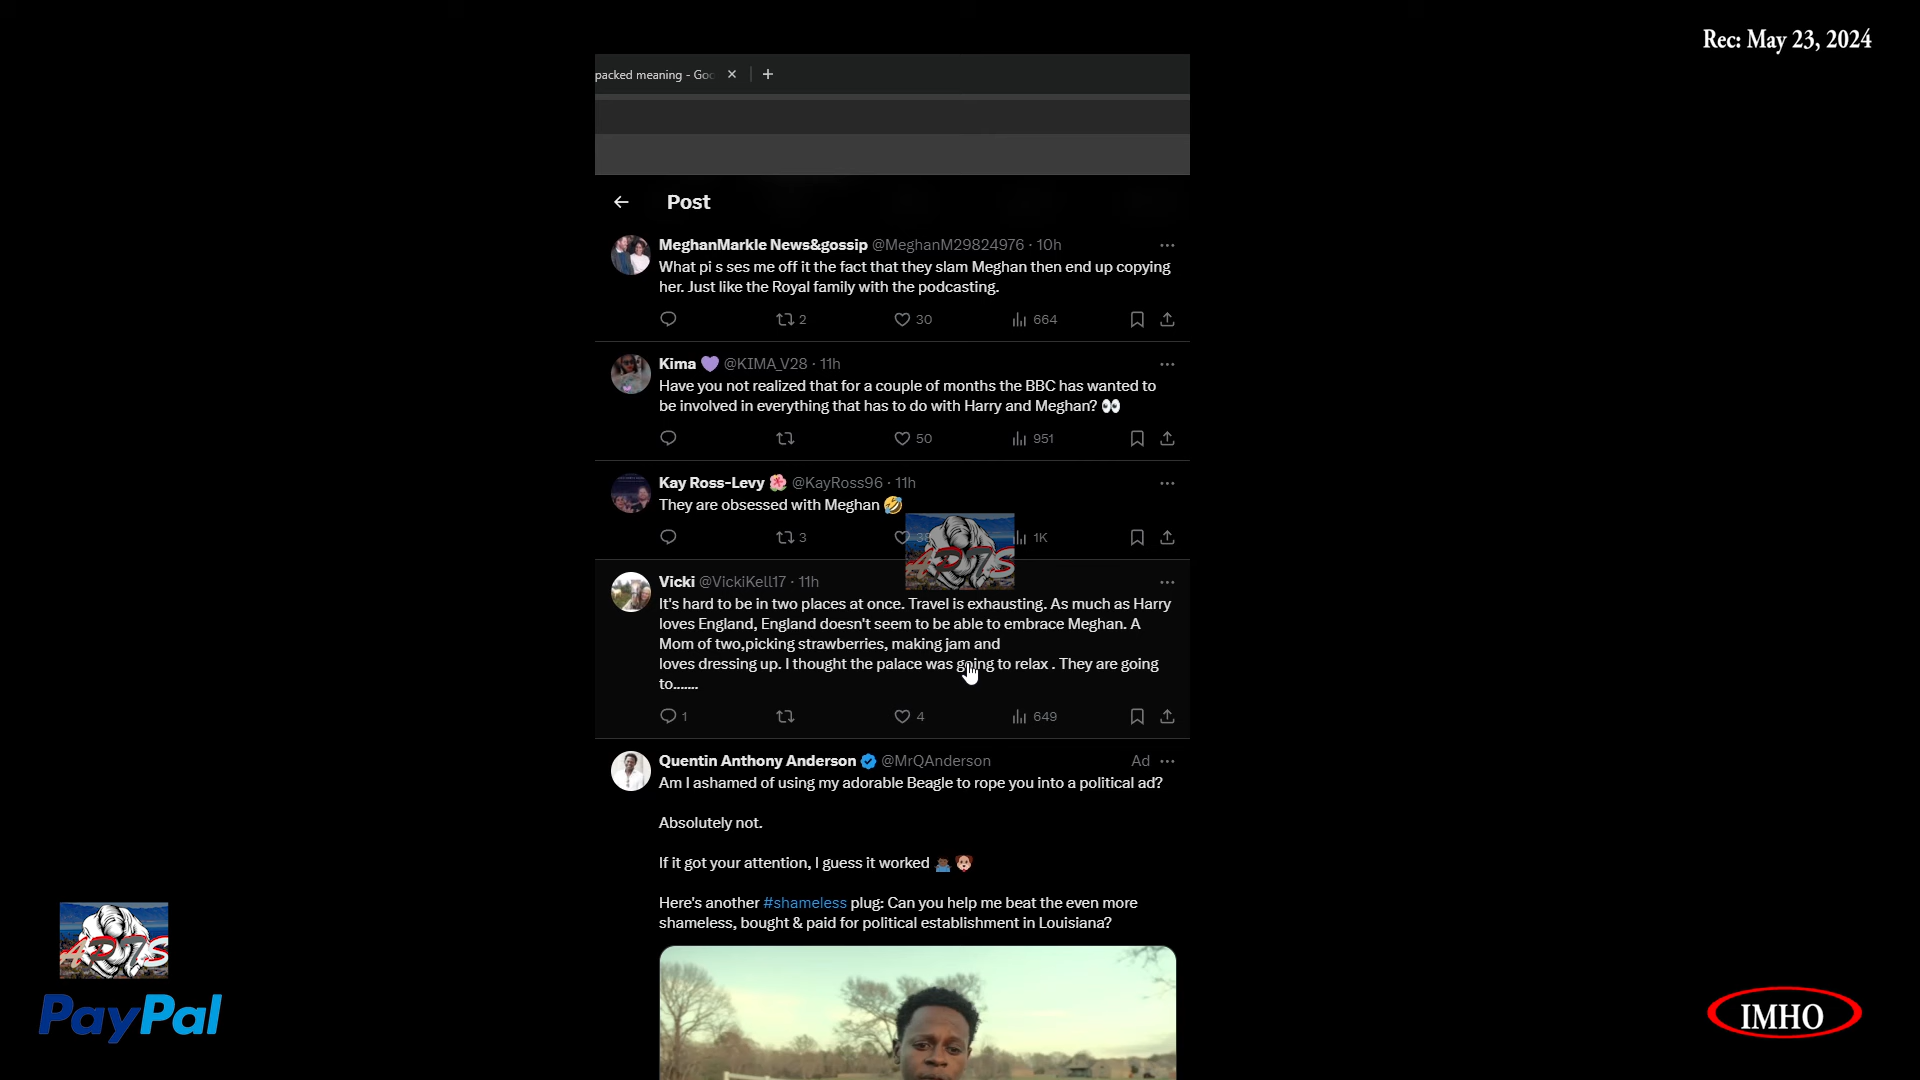 Rec: May 23, 2024
packed meaning - Goo
Post
MeghanMarkle News&gossip @MeghanM29824976 · 10h
What pi s ses me off it the fact that they slam Meghan then end up copying
her. Just like the Royal family with the podcasting.
2 30 664
Kima 💜 @KIMA_V28 · 11h
Have you not realized that for a couple of months the BBC has wanted to
be involved in everything that has to do with Harry and Meghan? 👀
50 951
Kay Ross-Levy 🌺 @KayRoss96 · 11h
They are obsessed with Meghan 🤣
3 1K
Vicki @VickiKell17 · 11h
It's hard to be in two places at once. Travel is exhausting. As much as Harry
loves England, England doesn't seem to be able to embrace Meghan. A
Mom of two,picking strawberries, making jam and
loves dressing up. I thought the palace was going to relax . They are going
to.......
1 4 649
Quentin Anthony Anderson @MrQAnderson Ad
Am I ashamed of using my adorable Beagle to rope you into a political ad?
Absolutely not.
If it got your attention, I guess it worked
Here's another #shameless plug: Can you help me beat the even more
shameless, bought & paid for political establishment in Louisiana?
PayPal
IMHO